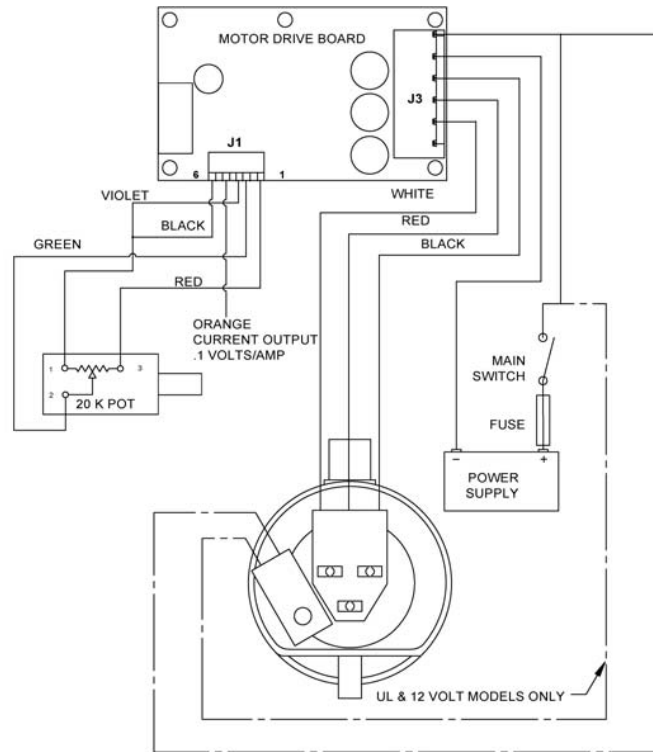 MOTOR DRIVE BOARD
J3
J1
6
1
VIOLET
WHITE
BLACK
RED
GREEN
BLACK
RED
ORANGE
CURRENT OUTPUT
.1 VOLTS/AMP
MAIN
SWITCH
1
3
2
20 K POT
FUSE
- +
POWER
SUPPLY
UL & 12 VOLT MODELS ONLY